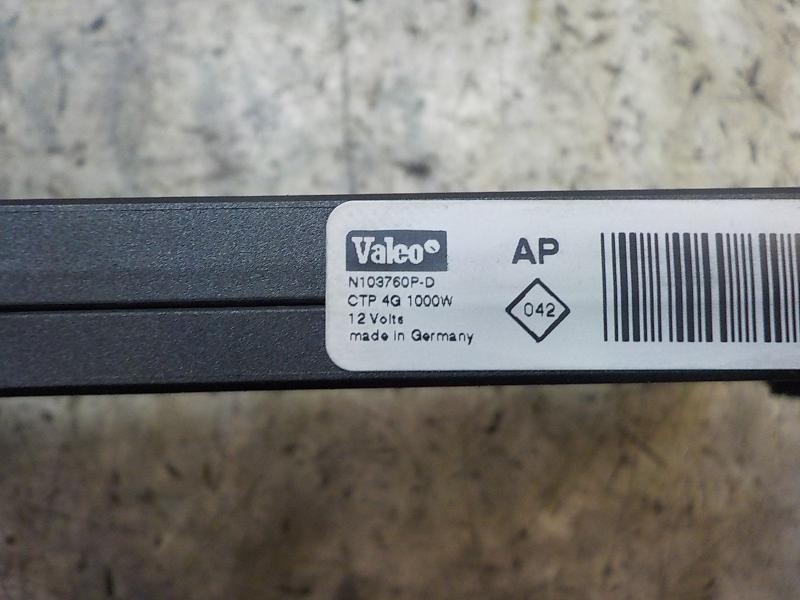 Valeo
N103760P-D
CTP 4G 1000W
12 Volts
made in Germany
AP
042